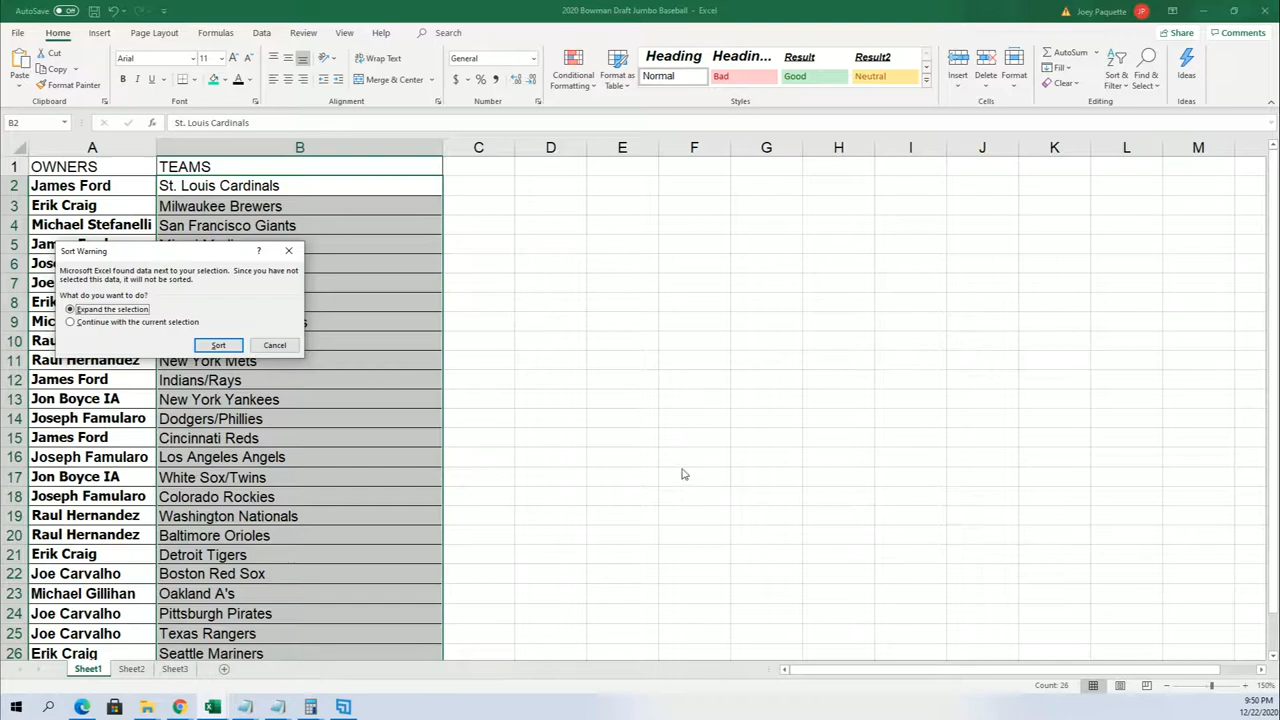 AutoSave Off
2020 Bowman Draft Jumbo Baseball - Excel
Joey Paquette JP
File Home Insert Page Layout Formulas Data Review View Help Search
Share Comments
Paste
Cut
Copy
Format Painter
Clipboard
Arial 11
B I U
Font
Merge & Center
Alignment
General
$ % ,
Number
Conditional Formatting
Format as Table
Heading Headin... Result Result2
Normal Bad Good Neutral
Styles
Insert Delete Format
Cells
AutoSum
Fill
Clear
Sort & Filter
Find & Select
Editing
Ideas
Ideas
B2 fx St. Louis Cardinals
A B C D E F G H I J K L M
1 OWNERS TEAMS
2 James Ford St. Louis Cardinals
3 Erik Craig Milwaukee Brewers
4 Michael Stefanelli San Francisco Giants
5
6
7
8
9
10
11 Raul Hernandez New York Mets
12 James Ford Indians/Rays
13 Jon Boyce IA New York Yankees
14 Joseph Famularo Dodgers/Phillies
15 James Ford Cincinnati Reds
16 Joseph Famularo Los Angeles Angels
17 Jon Boyce IA White Sox/Twins
18 Joseph Famularo Colorado Rockies
19 Raul Hernandez Washington Nationals
20 Raul Hernandez Baltimore Orioles
21 Erik Craig Detroit Tigers
22 Joe Carvalho Boston Red Sox
23 Michael Gillihan Oakland A's
24 Joe Carvalho Pittsburgh Pirates
25 Joe Carvalho Texas Rangers
26 Erik Craig Seattle Mariners
Sort Warning ?
Microsoft Excel found data next to your selection. Since you have not
selected this data, it will not be sorted.
What do you want to do?
Expand the selection
Continue with the current selection
Sort Cancel
Sheet1 Sheet2 Sheet3
Count: 26
150%
9:50 PM
12/22/2020